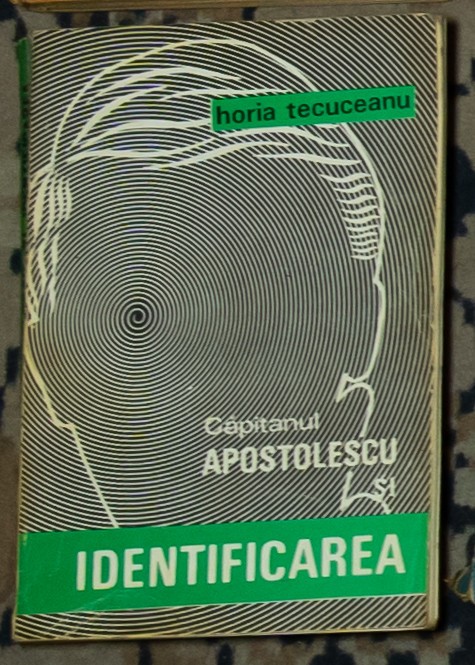 horia tecuceanu
Căpitanul
APOSTOLESCU
ȘI
IDENTIFICAREA